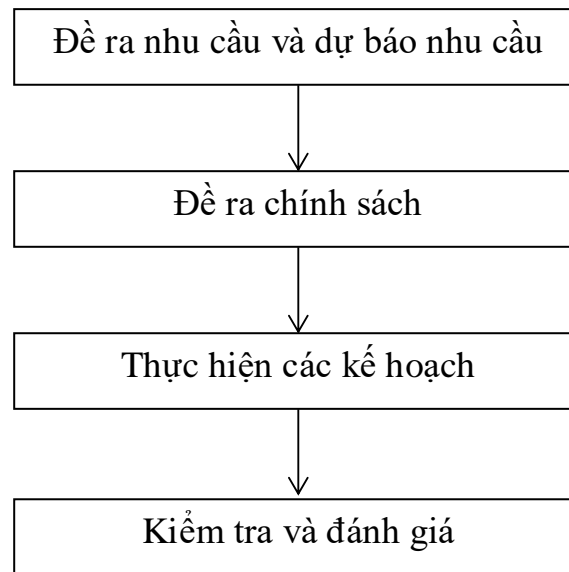 Đề ra nhu cầu và dự báo nhu cầu
Đề ra chính sách
Thực hiện các kế hoạch
Kiểm tra và đánh giá